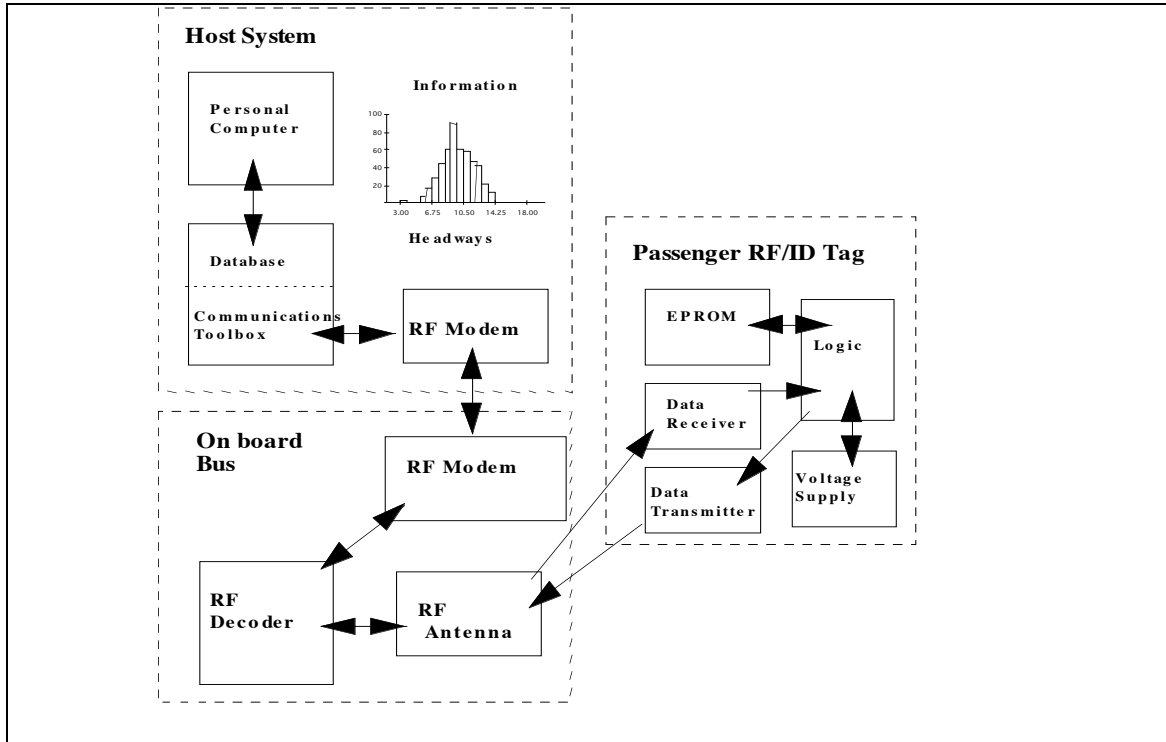 Host System
Personal
Computer
Information
100
80
60
40
20
3.00 6.75 10.50 14.25 18.00
Headways
Database
Communications
Toolbox
RF Modem
Passenger RF/ID Tag
EPROM
Logic
Data
Receiver
Data
Transmitter
Voltage
Supply
On board
Bus
RF Modem
RF
Decoder
RF
Antenna